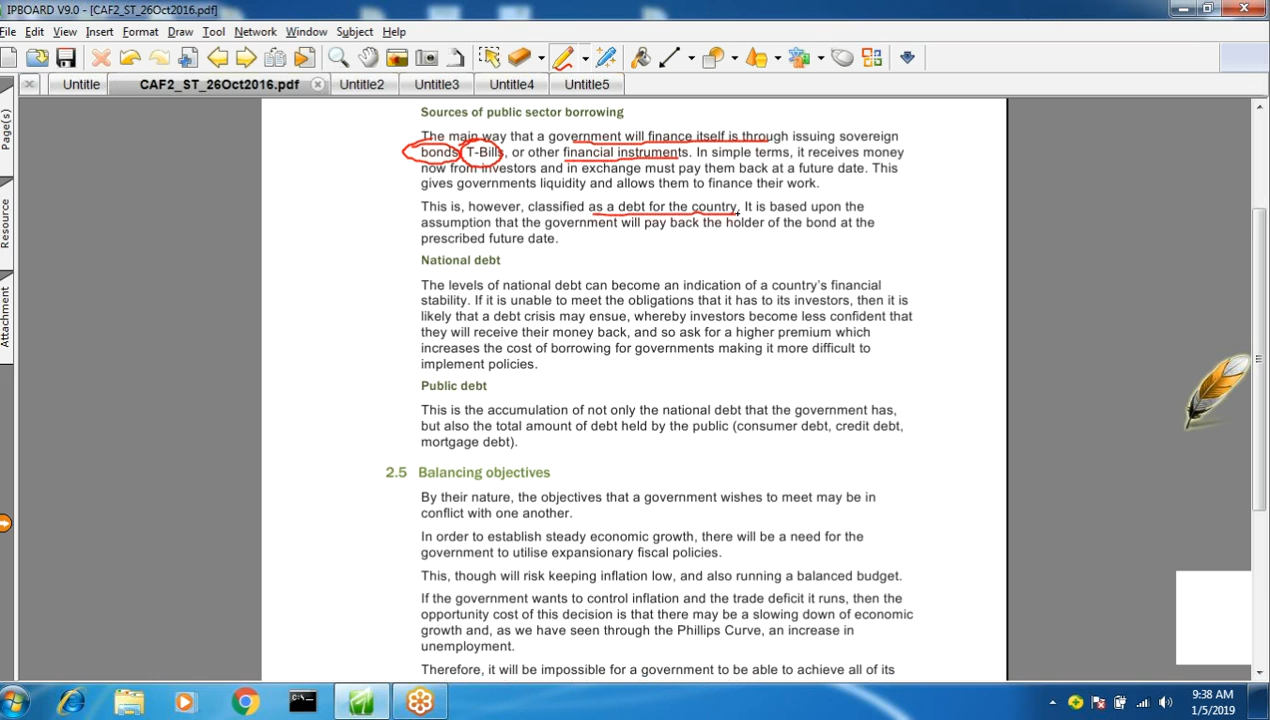 IPBOARD V9.0 - [CAF2_ST_26Oct2016.pdf]
File Edit View Insert Format Draw Tool Network Window Subject Help
Untitle CAF2_ST_26Oct2016.pdf Untitle2 Untitle3 Untitle4 Untitle5
Page(s)
Resource
Attachment
Sources of public sector borrowing
The main way that a government will finance itself is through issuing sovereign
bonds, T-Bills, or other financial instruments. In simple terms, it receives money
now from investors and in exchange must pay them back at a future date. This
gives governments liquidity and allows them to finance their work.
This is, however, classified as a debt for the country. It is based upon the
assumption that the government will pay back the holder of the bond at the
prescribed future date.
National debt
The levels of national debt can become an indication of a country's financial
stability. If it is unable to meet the obligations that it has to its investors, then it is
likely that a debt crisis may ensue, whereby investors become less confident that
they will receive their money back, and so ask for a higher premium which
increases the cost of borrowing for governments making it more difficult to
implement policies.
Public debt
This is the accumulation of not only the national debt that the government has,
but also the total amount of debt held by the public (consumer debt, credit debt,
mortgage debt).
2.5 Balancing objectives
By their nature, the objectives that a government wishes to meet may be in
conflict with one another.
In order to establish steady economic growth, there will be a need for the
government to utilise expansionary fiscal policies.
This, though will risk keeping inflation low, and also running a balanced budget.
If the government wants to control inflation and the trade deficit it runs, then the
opportunity cost of this decision is that there may be a slowing down of economic
growth and, as we have seen through the Phillips Curve, an increase in
unemployment.
Therefore, it will be impossible for a government to be able to achieve all of its
9:38 AM
1/5/2019